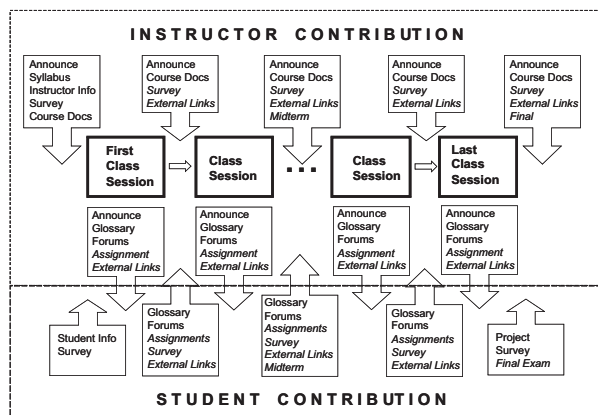 INSTRUCTOR CONTRIBUTION
Announce
Syllabus
Instructor Info
Survey
Course Docs
Announce
Course Docs
Survey
External Links
Announce
Course Docs
Survey
External Links
Midterm
Announce
Course Docs
Survey
External Links
Announce
Course Docs
Survey
External Links
Final
First
Class
Session
Class
Session
...
Class
Session
Last
Class
Session
Announce
Glossary
Forums
Assignment
External Links
Announce
Glossary
Forums
Assignment
External Links
Announce
Glossary
Forums
Assignment
External Links
Announce
Glossary
Forums
Assignment
External Links
Student Info
Survey
Glossary
Forums
Assignments
Survey
External Links
Glossary
Forums
Assignments
Survey
External Links
Midterm
Glossary
Forums
Assignments
Survey
External Links
Project
Survey
Final Exam
STUDENT CONTRIBUTION